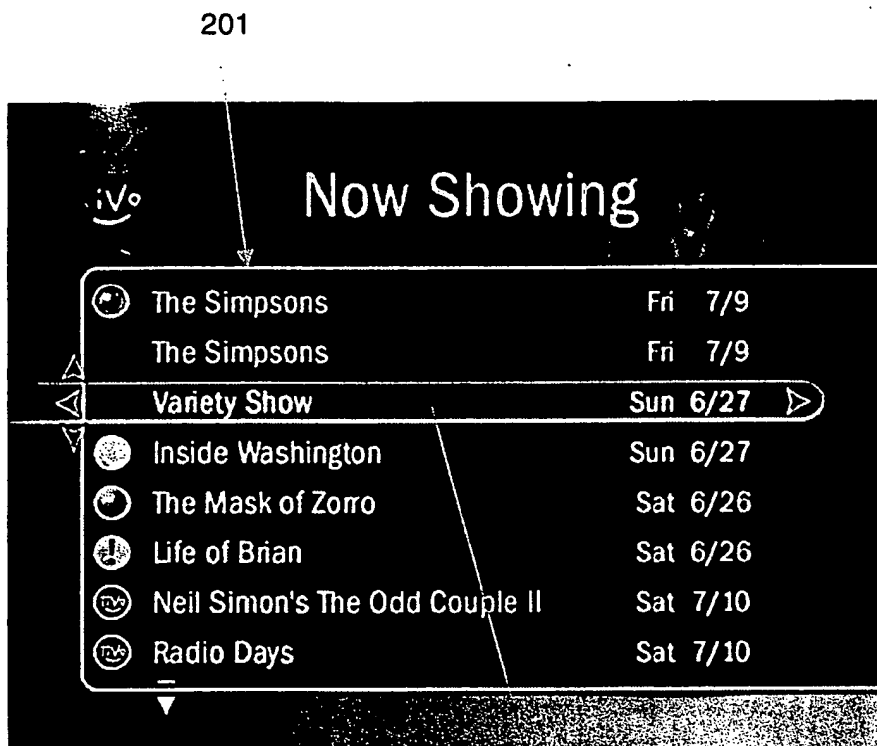 201
iVo
Now Showing
The Simpsons Fri 7/9
The Simpsons Fri 7/9
Variety Show Sun 6/27
Inside Washington Sun 6/27
The Mask of Zorro Sat 6/26
Life of Brian Sat 6/26
Neil Simon's The Odd Couple II Sat 7/10
Radio Days Sat 7/10